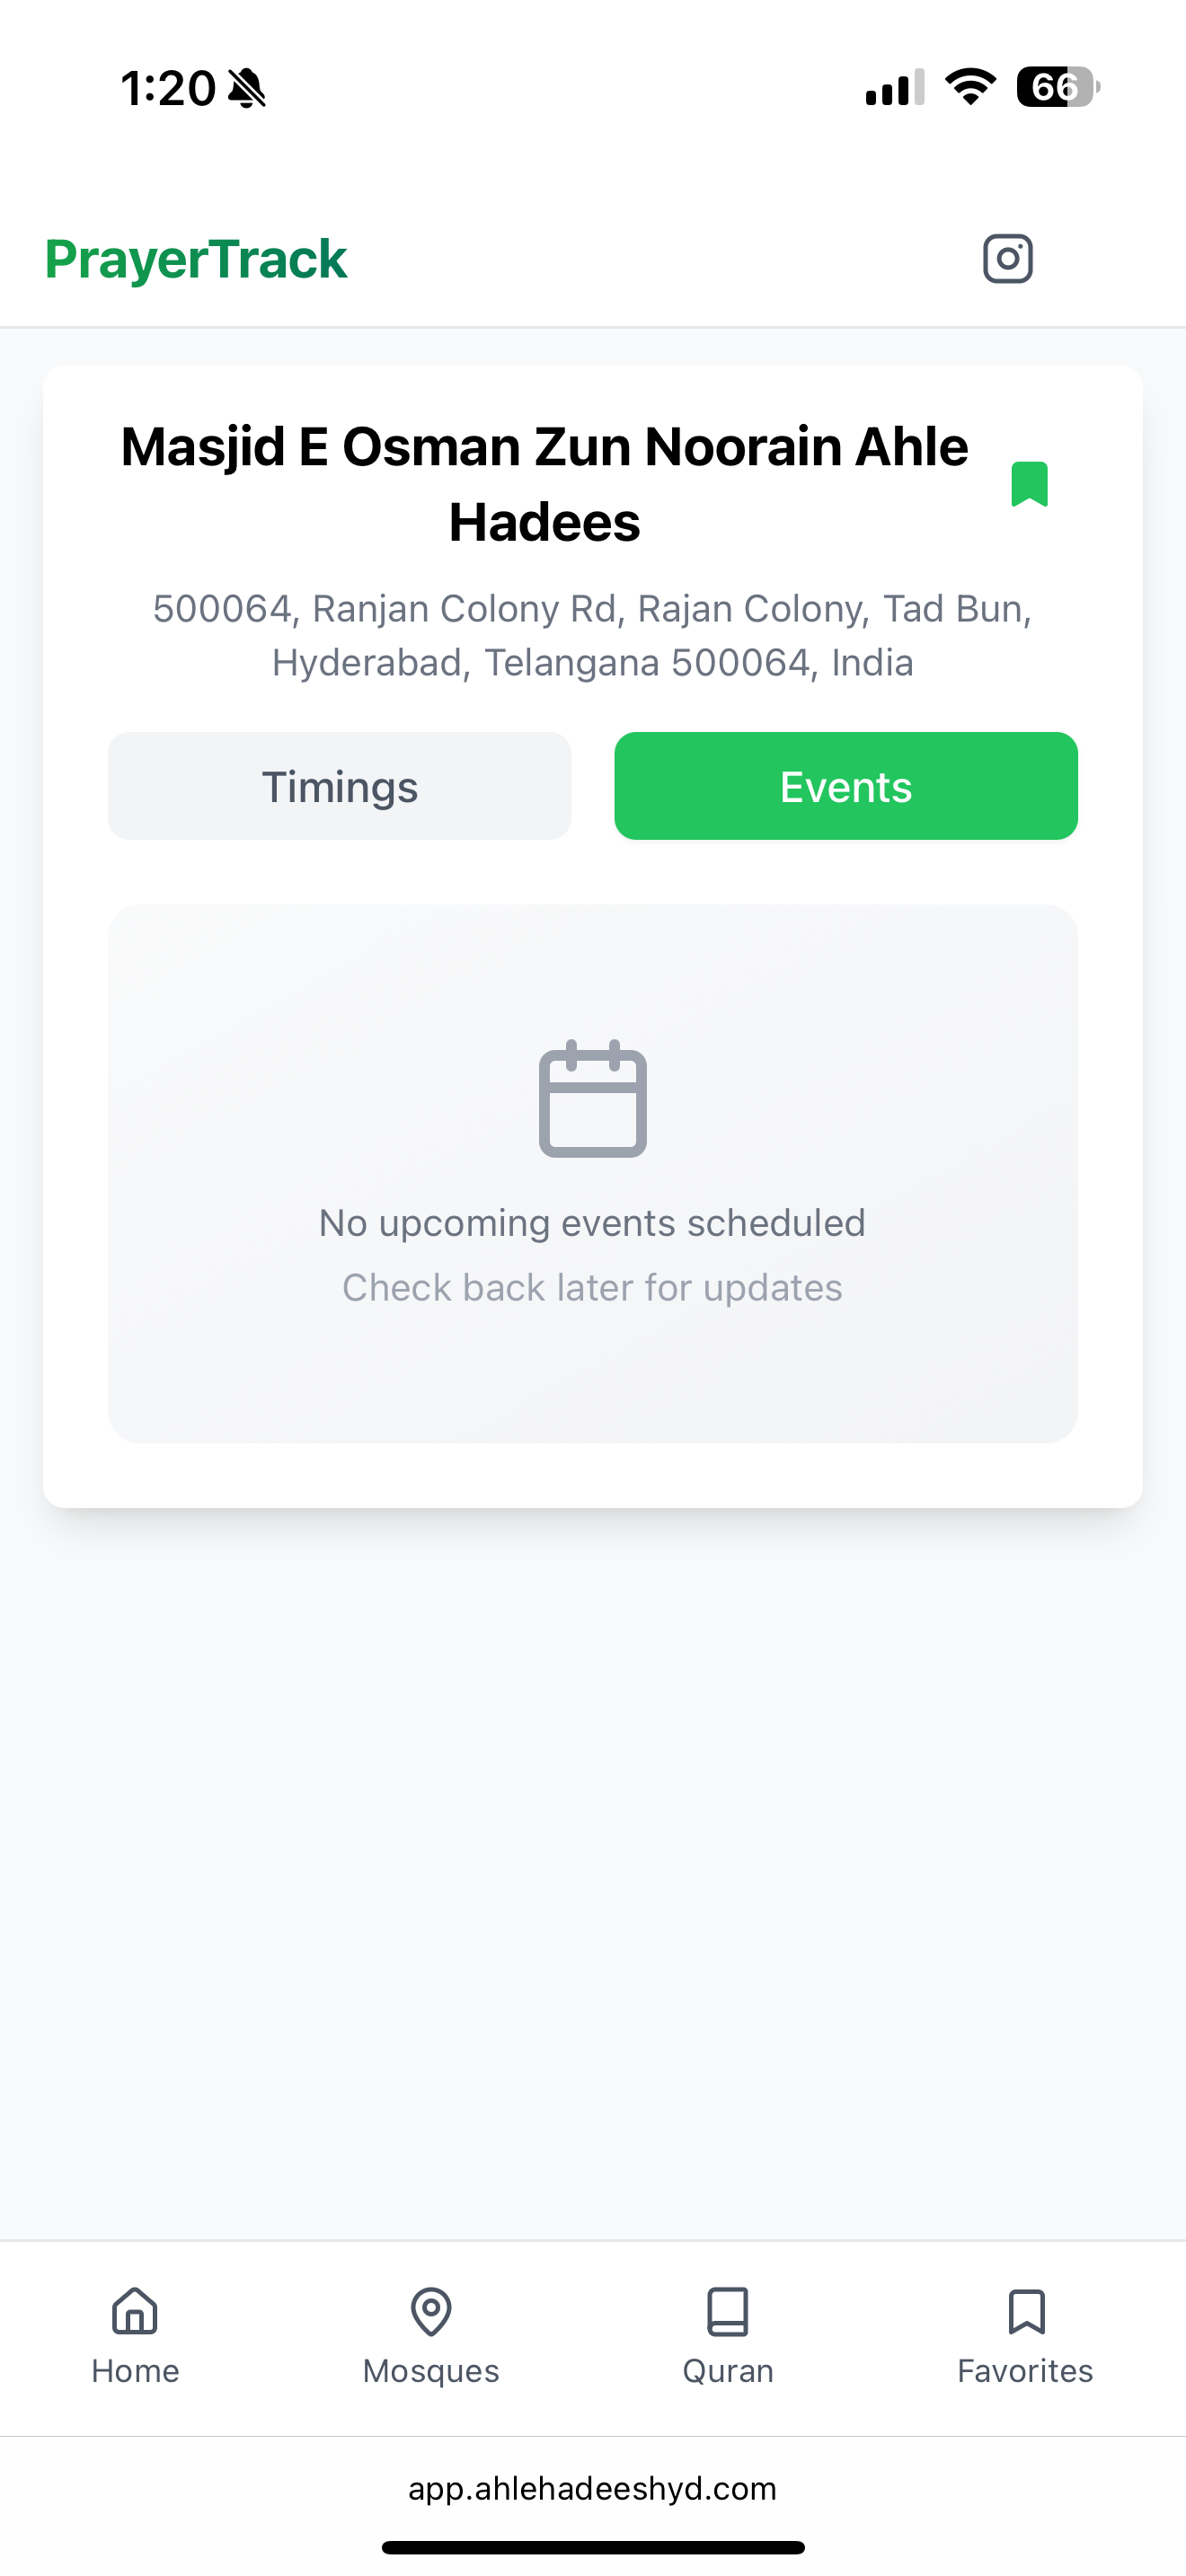 1:20
66
PrayerTrack
Masjid E Osman Zun Noorain Ahle
Hadees
500064, Ranjan Colony Rd, Rajan Colony, Tad Bun,
Hyderabad, Telangana 500064, India
Timings
Events
No upcoming events scheduled
Check back later for updates
Home
Mosques
Quran
Favorites
app.ahlehadeeshyd.com